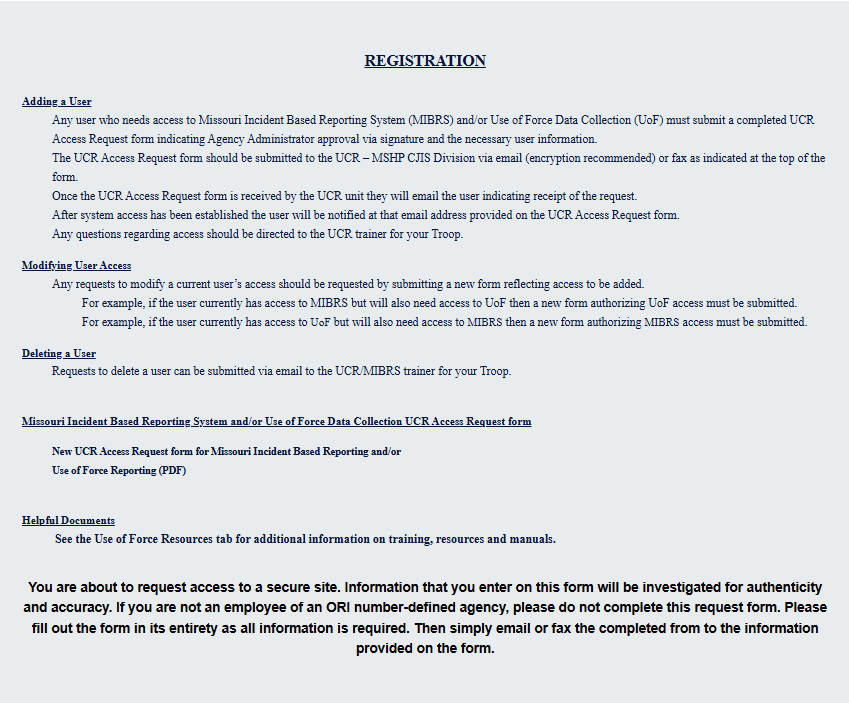 REGISTRATION
Adding a User
Any user who needs access to Missouri Incident Based Reporting System (MIBRS) and/or Use of Force Data Collection (UoF) must submit a completed UCR
Access Request form indicating Agency Administrator approval via signature and the necessary user information.
The UCR Access Request form should be submitted to the UCR – MSHP CJIS Division via email (encryption recommended) or fax as indicated at the top of the
form.
Once the UCR Access Request form is received by the UCR unit they will email the user indicating receipt of the request.
After system access has been established the user will be notified at that email address provided on the UCR Access Request form.
Any questions regarding access should be directed to the UCR trainer for your Troop.
Modifying User Access
Any requests to modify a current user’s access should be requested by submitting a new form reflecting access to be added.
For example, if the user currently has access to MIBRS but will also need access to UoF then a new form authorizing UoF access must be submitted.
For example, if the user currently has access to UoF but will also need access to MIBRS then a new form authorizing MIBRS access must be submitted.
Deleting a User
Requests to delete a user can be submitted via email to the UCR/MIBRS trainer for your Troop.
Missouri Incident Based Reporting System and/or Use of Force Data Collection UCR Access Request form
New UCR Access Request form for Missouri Incident Based Reporting and/or
Use of Force Reporting (PDF)
Helpful Documents
See the Use of Force Resources tab for additional information on training, resources and manuals.
You are about to request access to a secure site. Information that you enter on this form will be investigated for authenticity
and accuracy. If you are not an employee of an ORI number-defined agency, please do not complete this request form. Please
fill out the form in its entirety as all information is required. Then simply email or fax the completed from to the information
provided on the form.